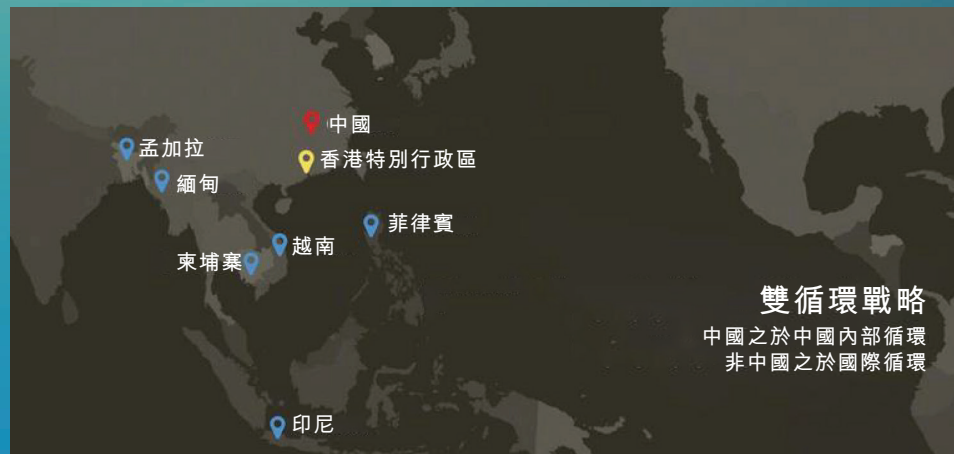 中國
孟加拉
香港特別行政區
緬甸
菲律賓
越南
柬埔寨
雙循環戰略
中國之於中國內部循環
非中國之於國際循環
印尼